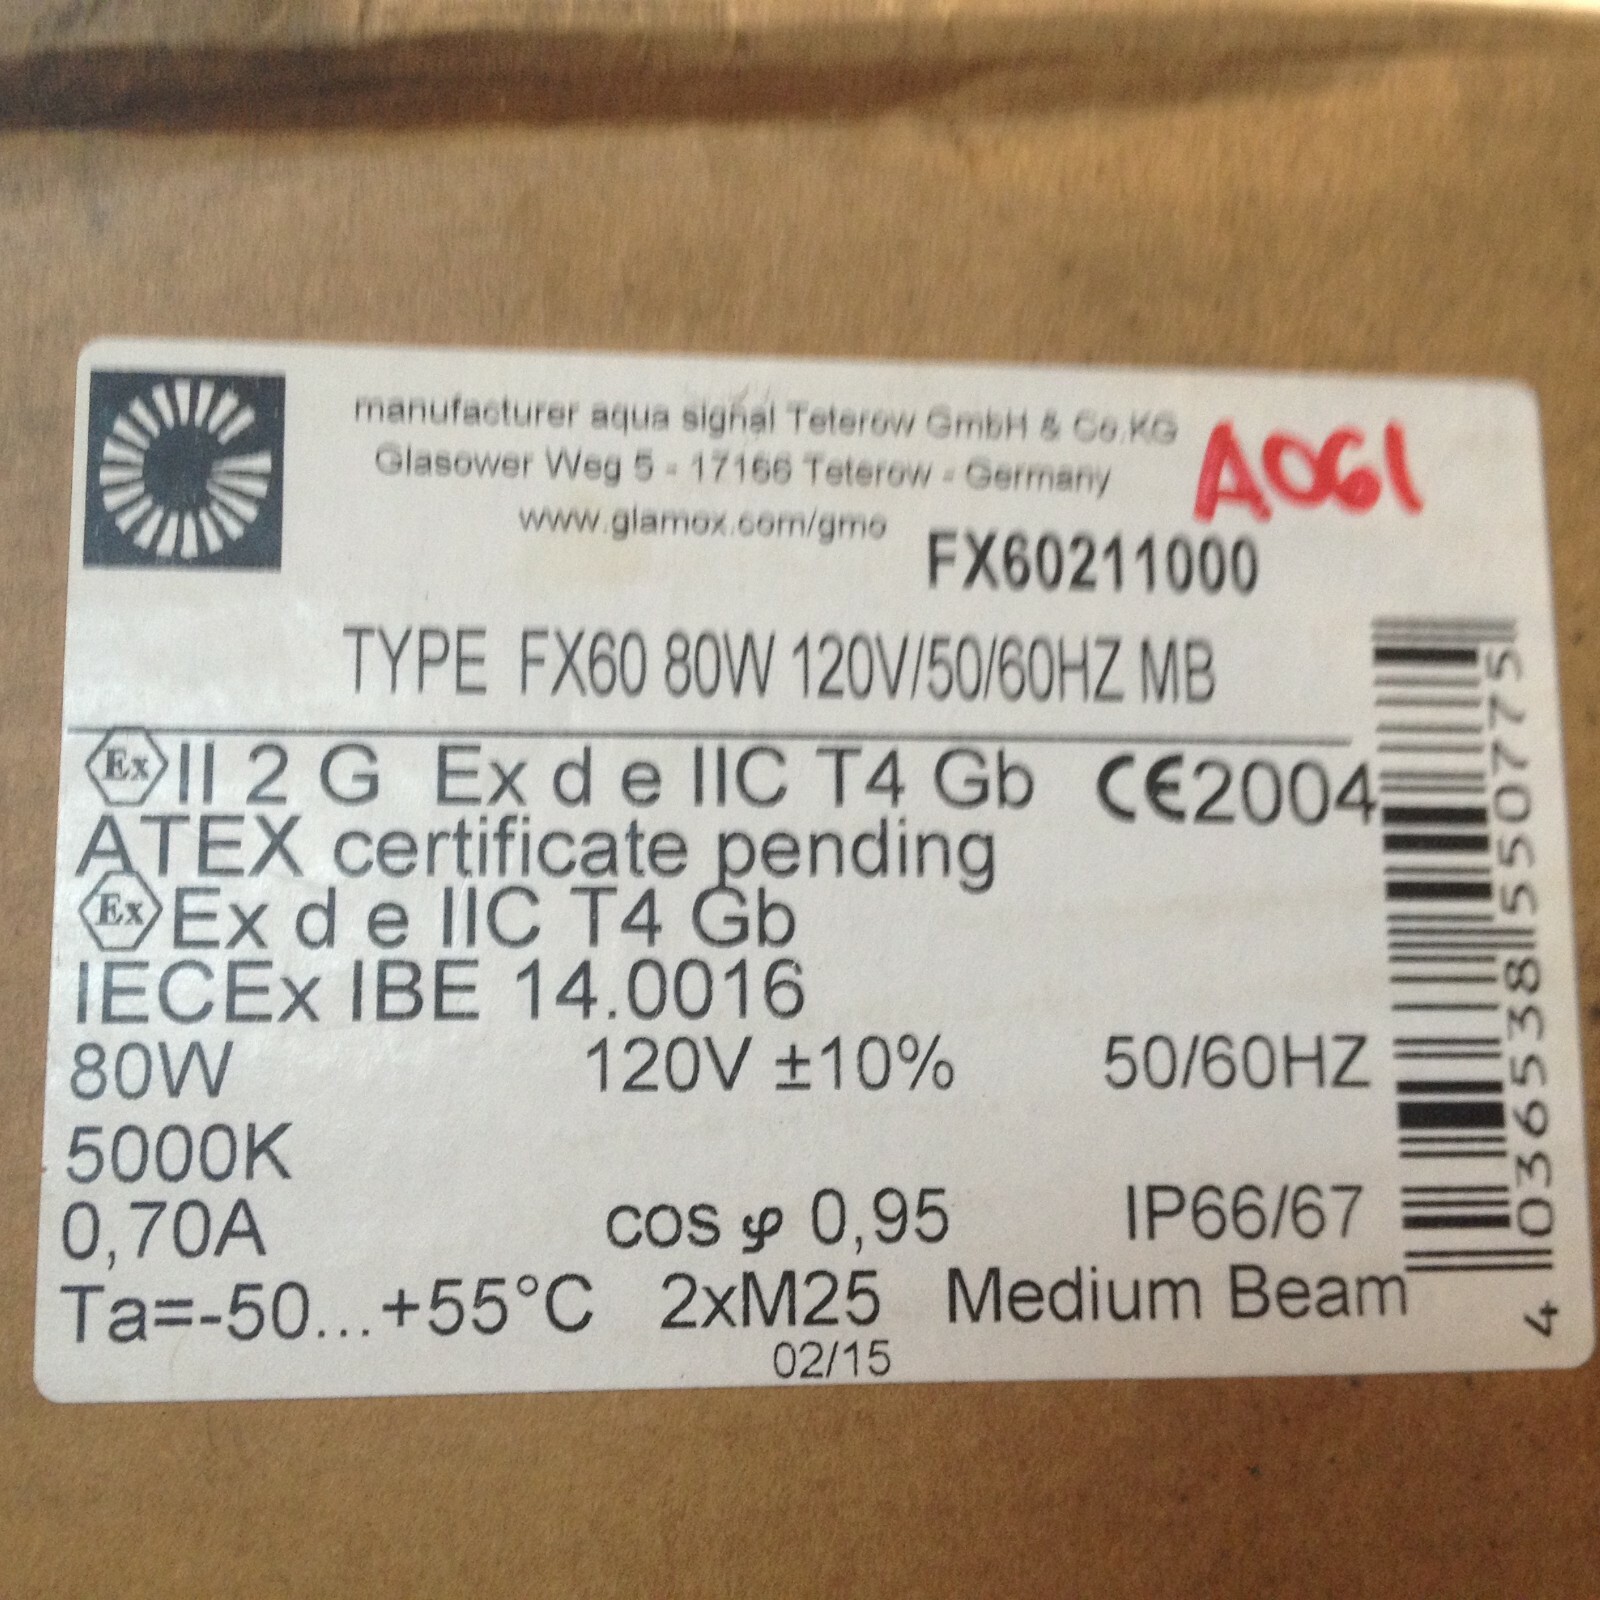 manufacturer aqua signal Teterow GmbH & Co.KG
Glasower Weg 5 - 17166 Teterow - Germany
A061
www.glamox.com/gmo
FX60211000
TYPE FX60 80W 120V/50/60HZ MB
Ex II 2 G Ex d e IIC T4 Gb CE2004
ATEX certificate pending
Ex Ex d e IIC T4 Gb
IECEx IBE 14.0016
80W 120V ±10% 50/60HZ
5000K
0,70A cos φ 0,95 IP66/67
Ta=-50...+55°C 2xM25 Medium Beam
02/15
4 036538 550775